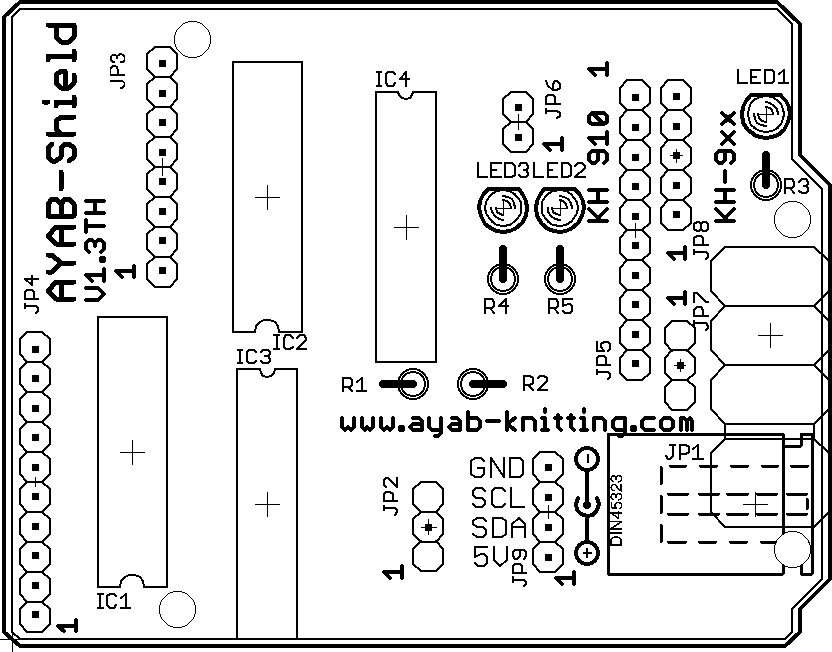 AYAB-Shield
V1.3TH
JP3
1
JP4
1
IC4
JP6
1
1
KH 910
LED1
KH-9xx
R3
LED3
LED2
JP8
1
R4
R5
1
JP7
JP5
IC2
IC3
R1
R2
www.ayab-knitting.com
JP1
GND
SCL
SDA
5V
JP9
1
JP2
1
DIN45323
-
+
IC1